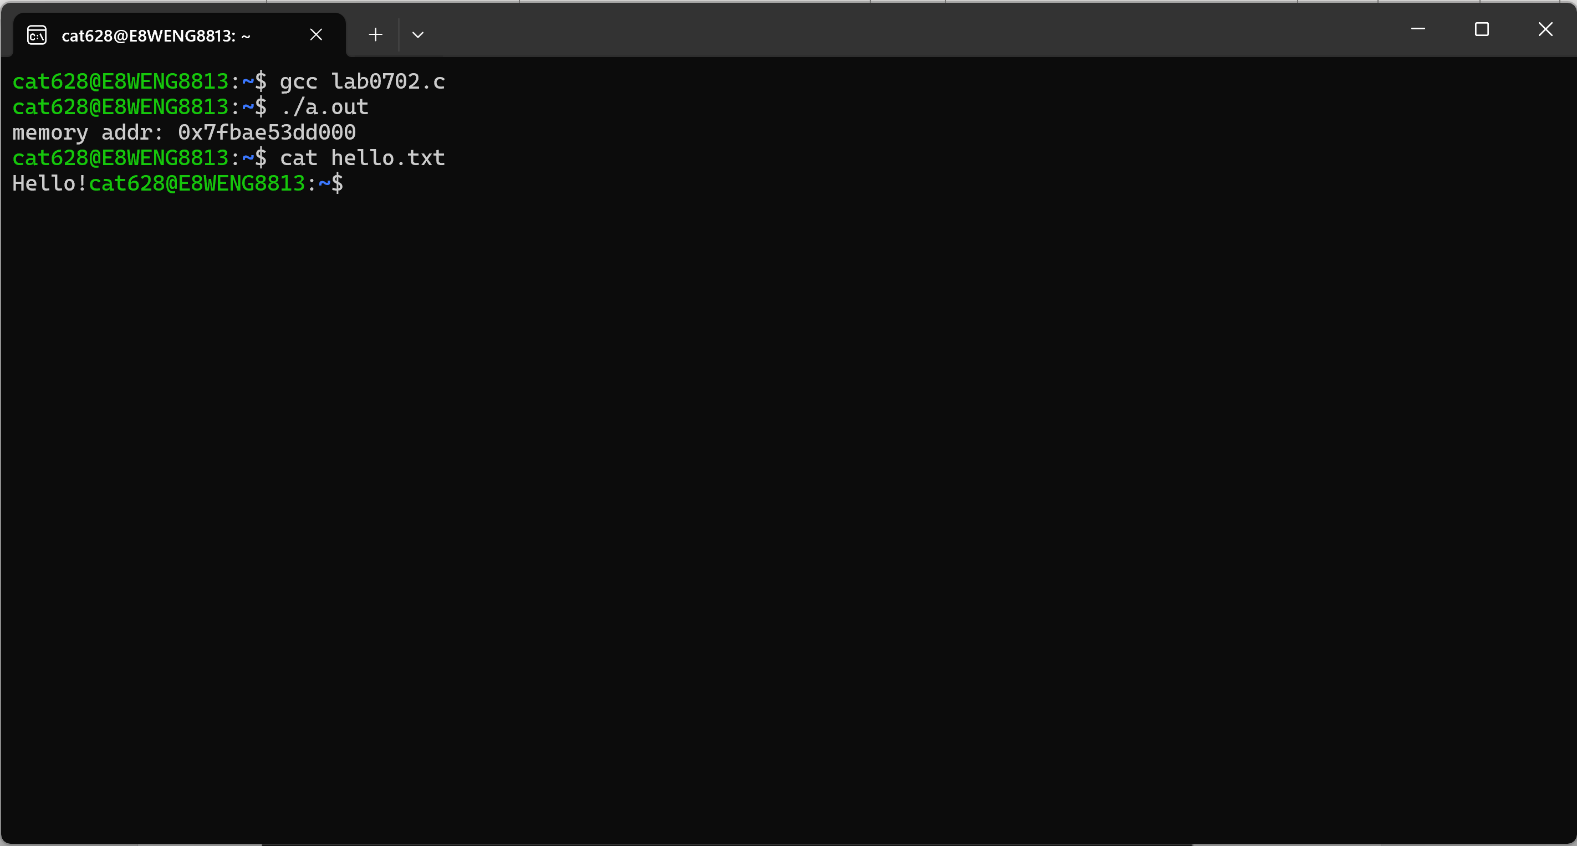 cat628@E8WENG8813: ~
cat628@E8WENG8813:~$ gcc lab0702.c
cat628@E8WENG8813:~$ ./a.out
memory addr: 0x7fbae53dd000
cat628@E8WENG8813:~$ cat hello.txt
Hello!cat628@E8WENG8813:~$